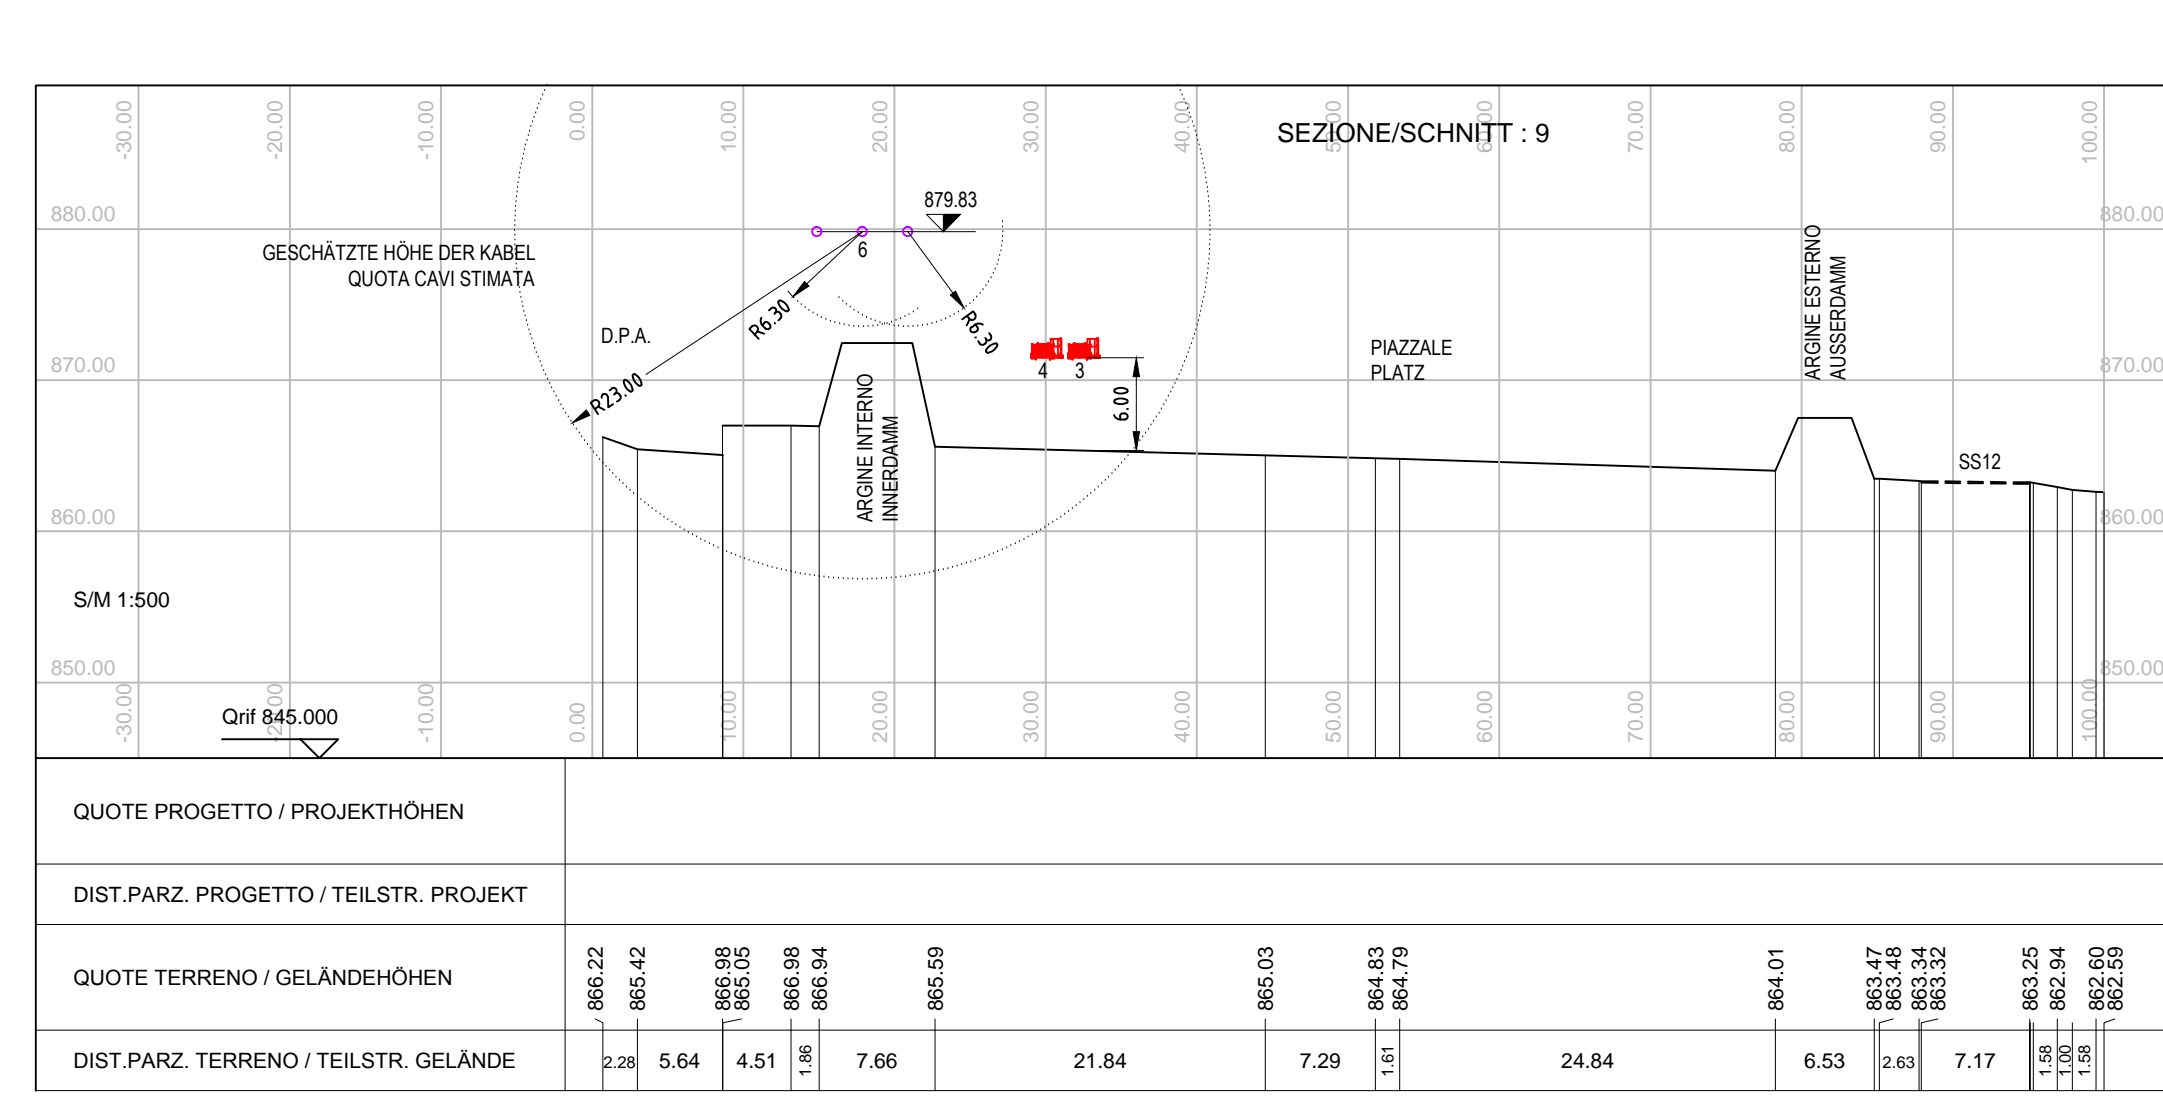 -30.00 -20.00 -10.00 0.00 10.00 20.00 30.00 40.00 50.00 60.00 70.00 80.00 90.00 100.00
SEZIONE/SCHNITT : 9
879.83
880.00 880.00
GESCHÄTZTE HÖHE DER KABEL
QUOTA CAVI STIMATA
6
R6.30
R6.30
D.P.A.
R23.00
4 3
6.00
PIAZZALE
PLATZ
ARGINE ESTERNO
AUSSERDAMM
870.00 870.00
ARGINE INTERNO
INNERDAMM
SS12
860.00 860.00
S/M 1:500
850.00 850.00
Qrif 845.000
-30.00 -20.00 -10.00 0.00 10.00 20.00 30.00 40.00 50.00 60.00 70.00 80.00 90.00 100.00
QUOTE PROGETTO / PROJEKTHÖHEN
DIST.PARZ. PROGETTO / TEILSTR. PROJEKT
QUOTE TERRENO / GELÄNDEHÖHEN
866.22 865.42 866.98 865.05 866.98 866.94 865.59 865.03 864.83 864.79 864.01 863.47 863.48 863.34 863.32 863.25 862.94 862.60 862.59
DIST.PARZ. TERRENO / TEILSTR. GELÄNDE
2.28 5.64 4.51 1.86 7.66 21.84 7.29 1.61 24.84 6.53 2.63 7.17 1.58 1.00 1.58